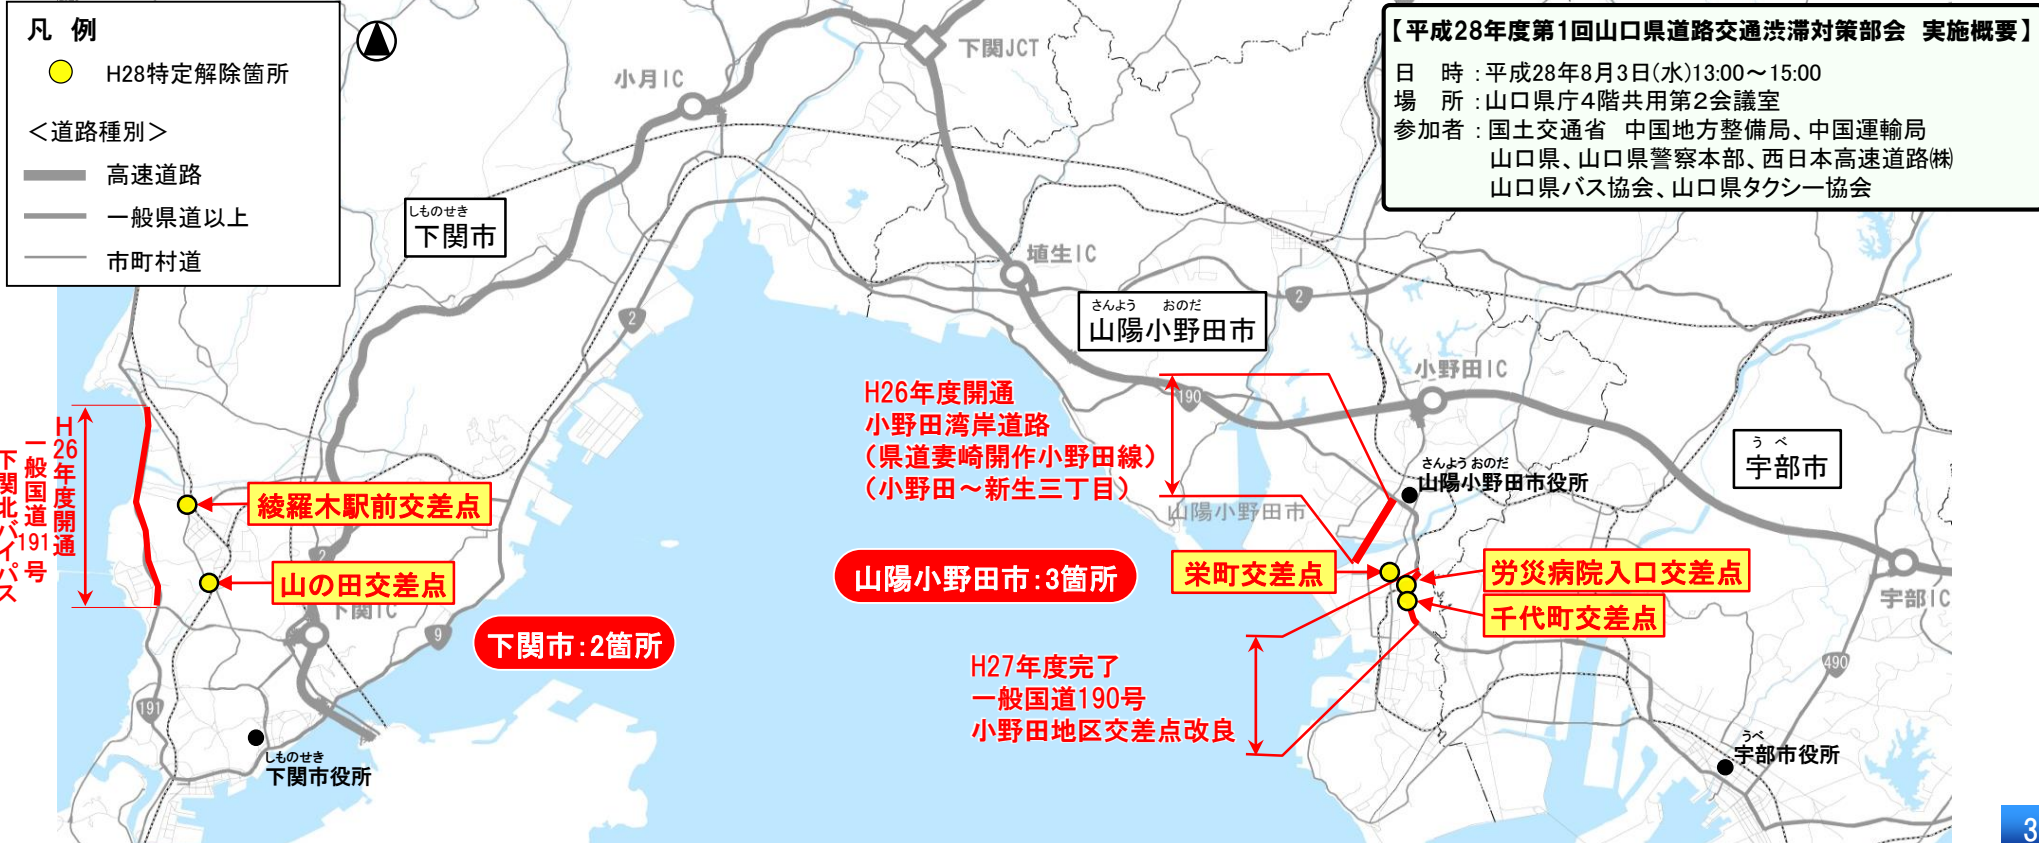 凡 例
H28特定解除箇所
＜道路種別＞
高速道路
一般県道以上
市町村道
【平成28年度第1回山口県道路交通渋滞対策部会 実施概要】
日 時：平成28年8月3日(水)13:00～15:00
場 所：山口県庁4階共用第2会議室
参加者：国土交通省 中国地方整備局、中国運輸局
山口県、山口県警察本部、西日本高速道路㈱
山口県バス協会、山口県タクシー協会
下関JCT
小月IC
しものせき
下関市
埴生IC
2
さんよう おのだ
山陽小野田市
2
小野田IC
190
H26年度開通
小野田湾岸道路
（県道妻崎開作小野田線）
（小野田～新生三丁目）
うべ
宇部市
さんようおのだ
山陽小野田市役所
山陽小野田市
H26年度開通
一般国道191号
下関北バイパス
綾羅木駅前交差点
2
山の田交差点
下関IC
9
下関市：2箇所
山陽小野田市：3箇所
栄町交差点
労災病院入口交差点
千代町交差点
宇部IC
H27年度完了
一般国道190号
小野田地区交差点改良
490
191
しものせき
下関市役所
うべ
宇部市役所
3